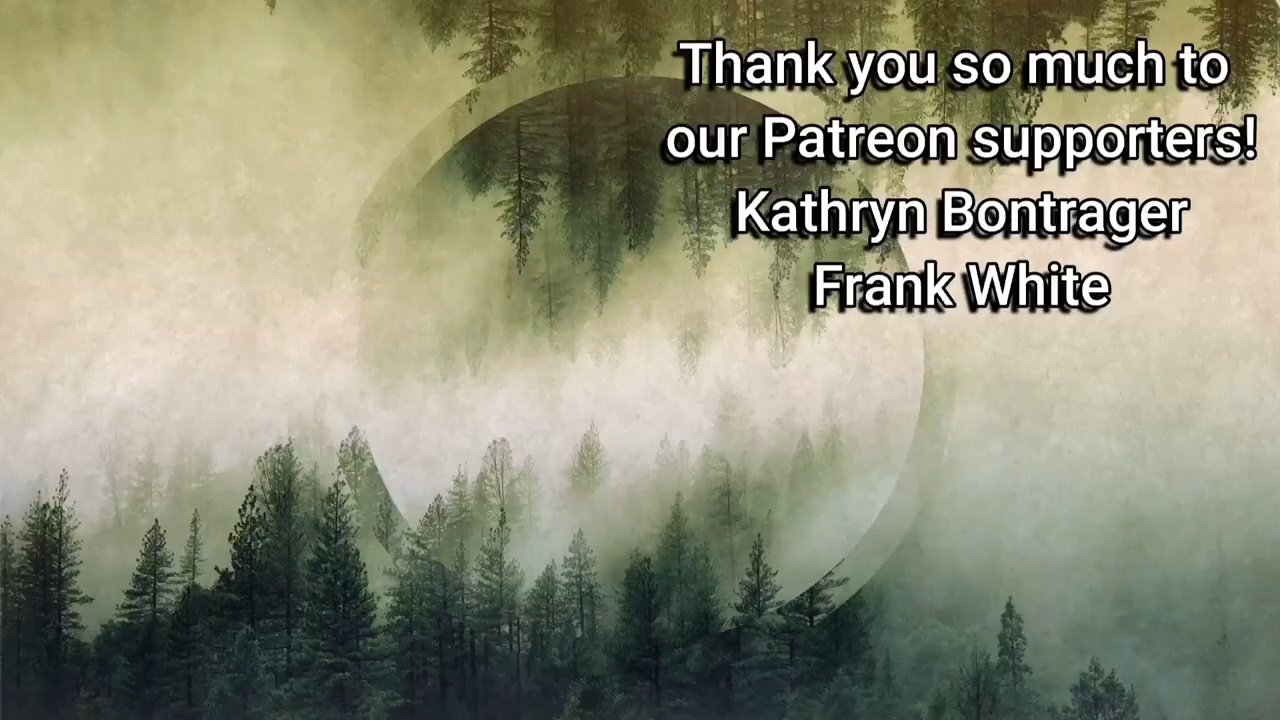 Thank you so much to
our Patreon supporters!
Kathryn Bontrager
Frank White